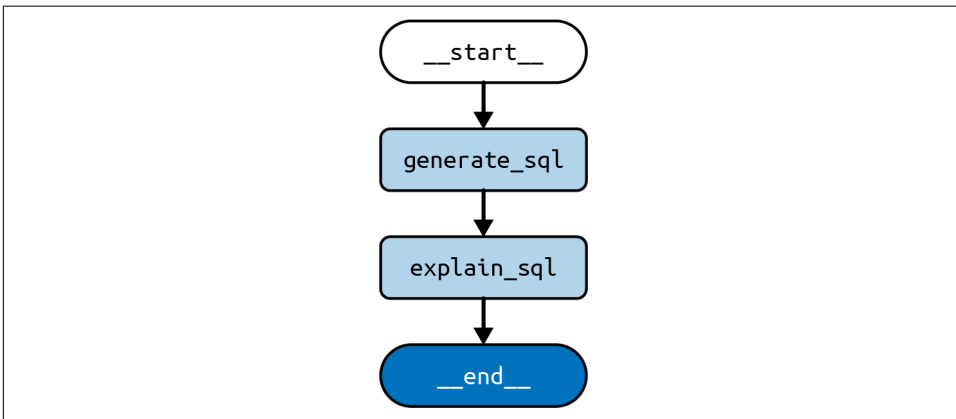 __start__
generate_sql
explain_sql
__end__